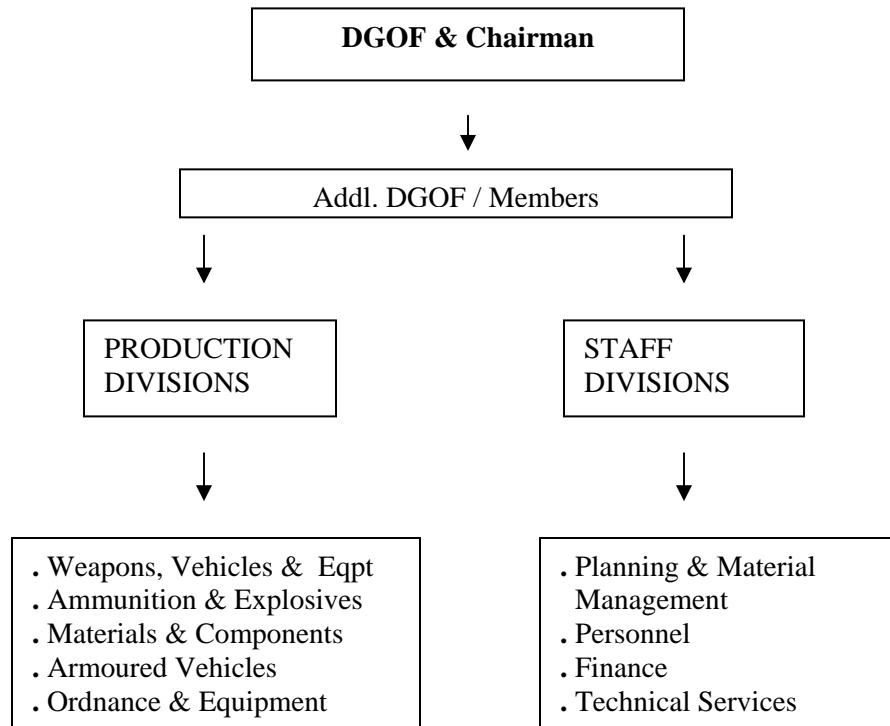 DGOF & Chairman
Addl. DGOF / Members
PRODUCTION
DIVISIONS
STAFF
DIVISIONS
. Weapons, Vehicles & Eqpt
. Ammunition & Explosives
. Materials & Components
. Armoured Vehicles
. Ordnance & Equipment
. Planning & Material
Management
. Personnel
. Finance
. Technical Services